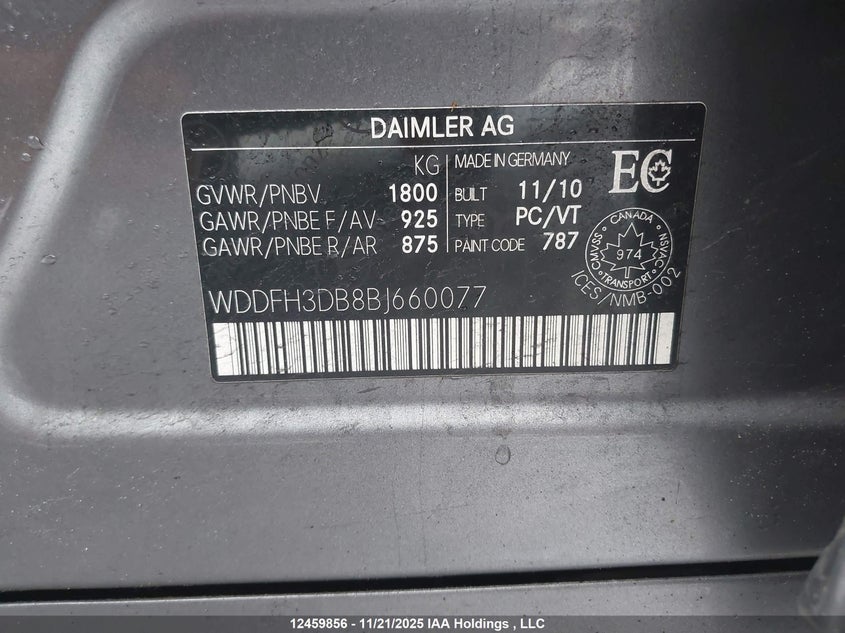 DAIMLER AG
KG MADE IN GERMANY
GVWR/PNBV 1800 BUILT 11/10
GAWR/PNBE F/AV 925 TYPE PC/VT
GAWR/PNBE R/AR 875 PAINT CODE 787
EC
CANADA
CMVSS NSVAC
974
TRANSPORT
ICES/NMB-002
WDDFH3DB8BJ660077
12459856 - 11/21/2025 IAA Holdings , LLC